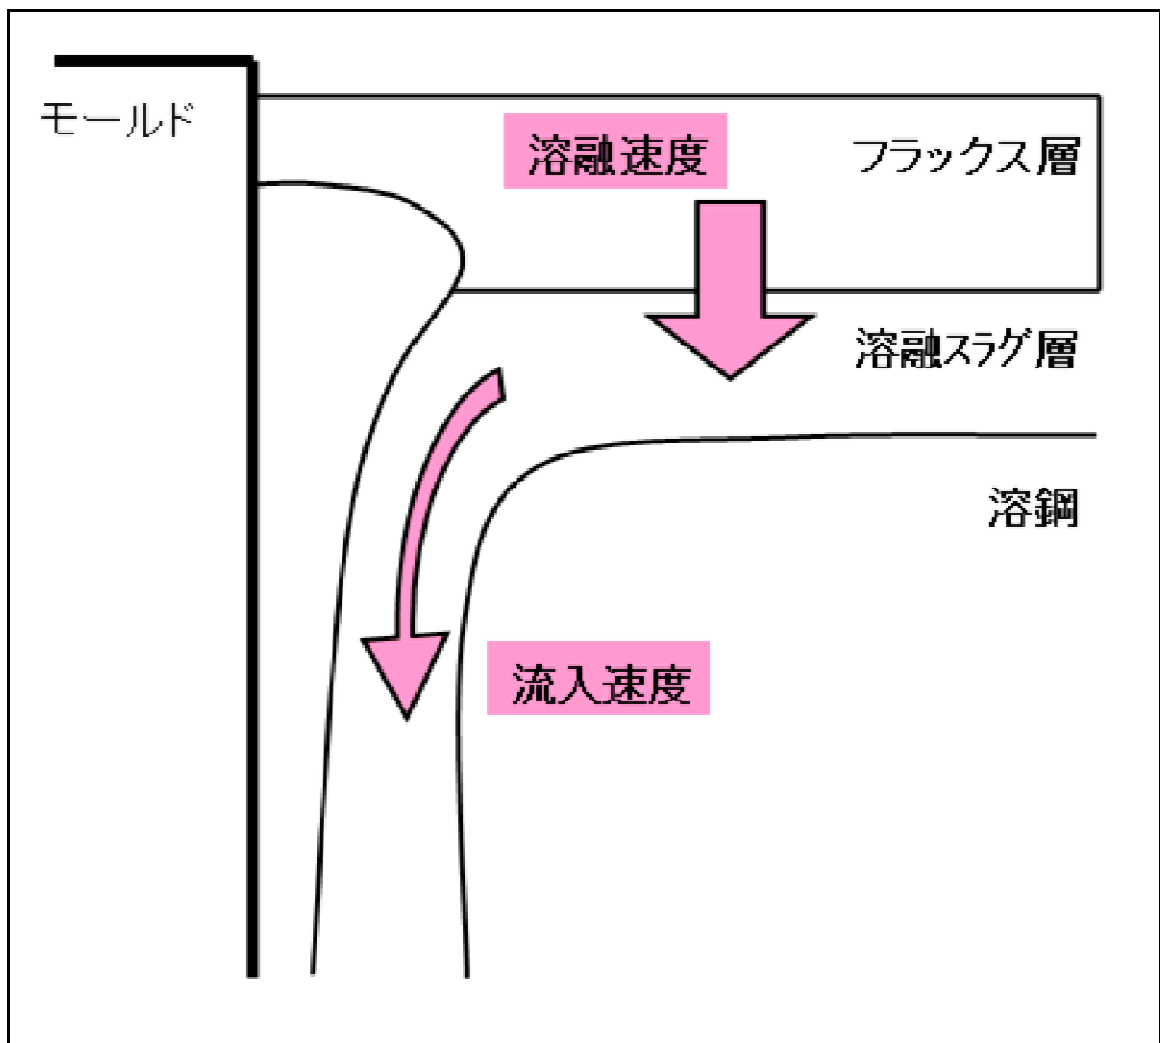 モールド
溶融速度
フラックス層
溶融スラグ層
溶鋼
流入速度